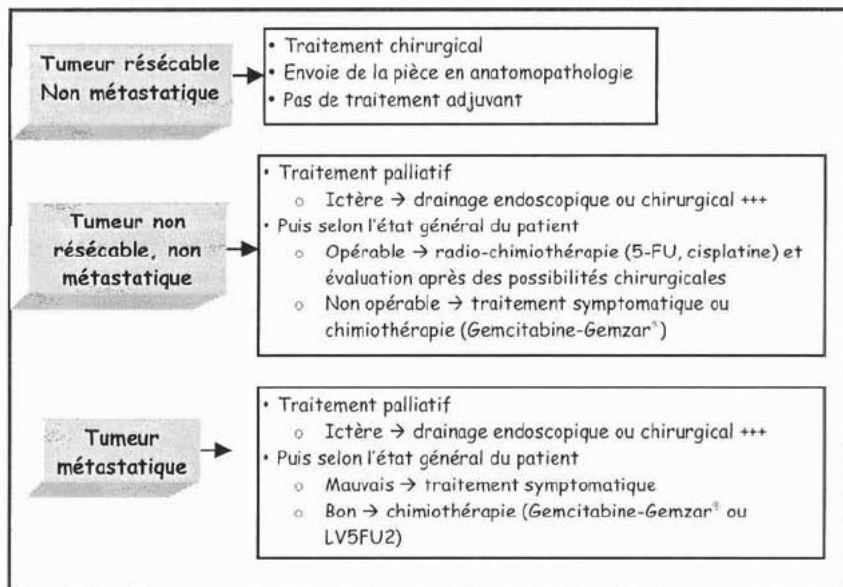 Tumeur résécable
Non métastatique
• Traitement chirurgical
• Envoie de la pièce en anatomopathologie
• Pas de traitement adjuvant
Tumeur non
résécable, non
métastatique
• Traitement palliatif
o Ictère → drainage endoscopique ou chirurgical +++
• Puis selon l'état général du patient
o Opérable → radio-chimiothérapie (5-FU, cisplatine) et
évaluation après des possibilités chirurgicales
o Non opérable → traitement symptomatique ou
chimiothérapie (Gemcitabine-Gemzar®)
Tumeur
métastatique
• Traitement palliatif
o Ictère → drainage endoscopique ou chirurgical +++
• Puis selon l'état général du patient
o Mauvais → traitement symptomatique
o Bon → chimiothérapie (Gemcitabine-Gemzar® ou
LV5FU2)